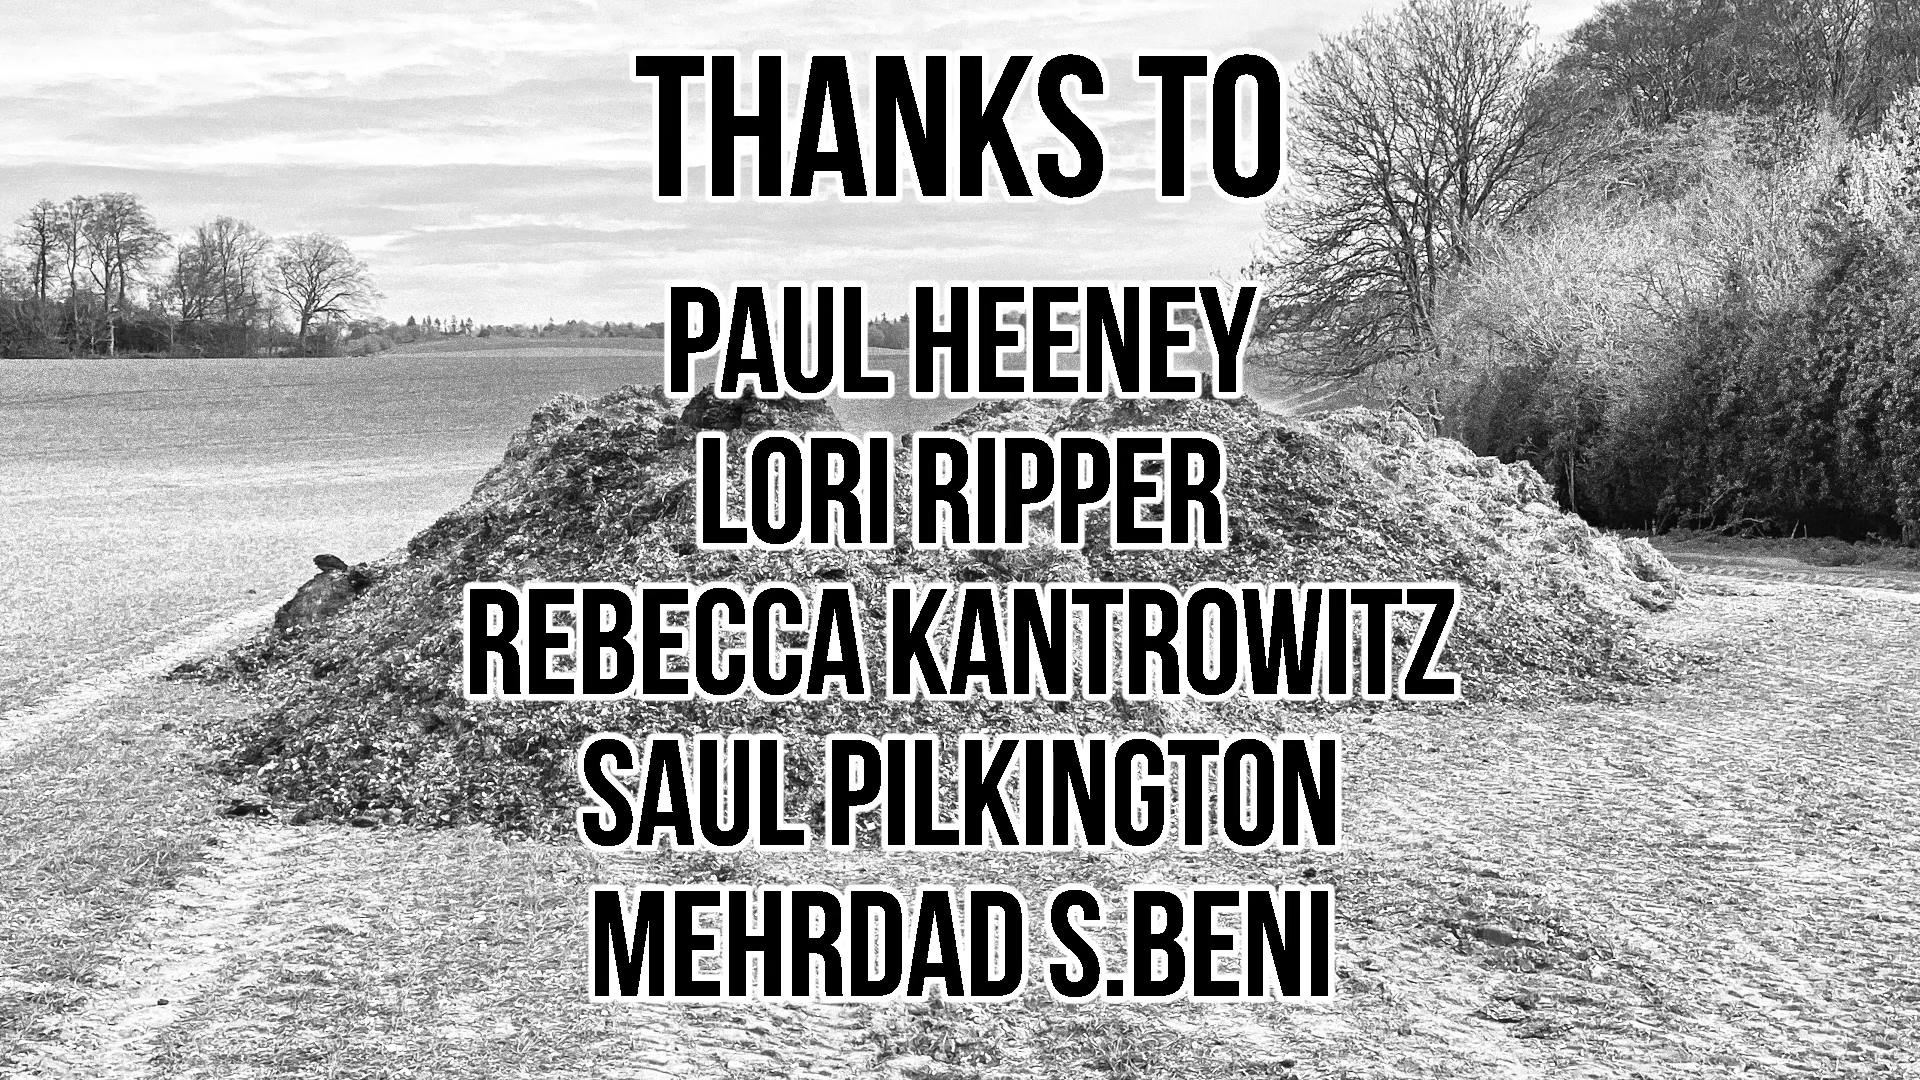 THANKS TO
PAUL HEENEY
LORI RIPPER
REBECCA KANTROWITZ
SAUL PILKINGTON
MEHRDAD S.BENI